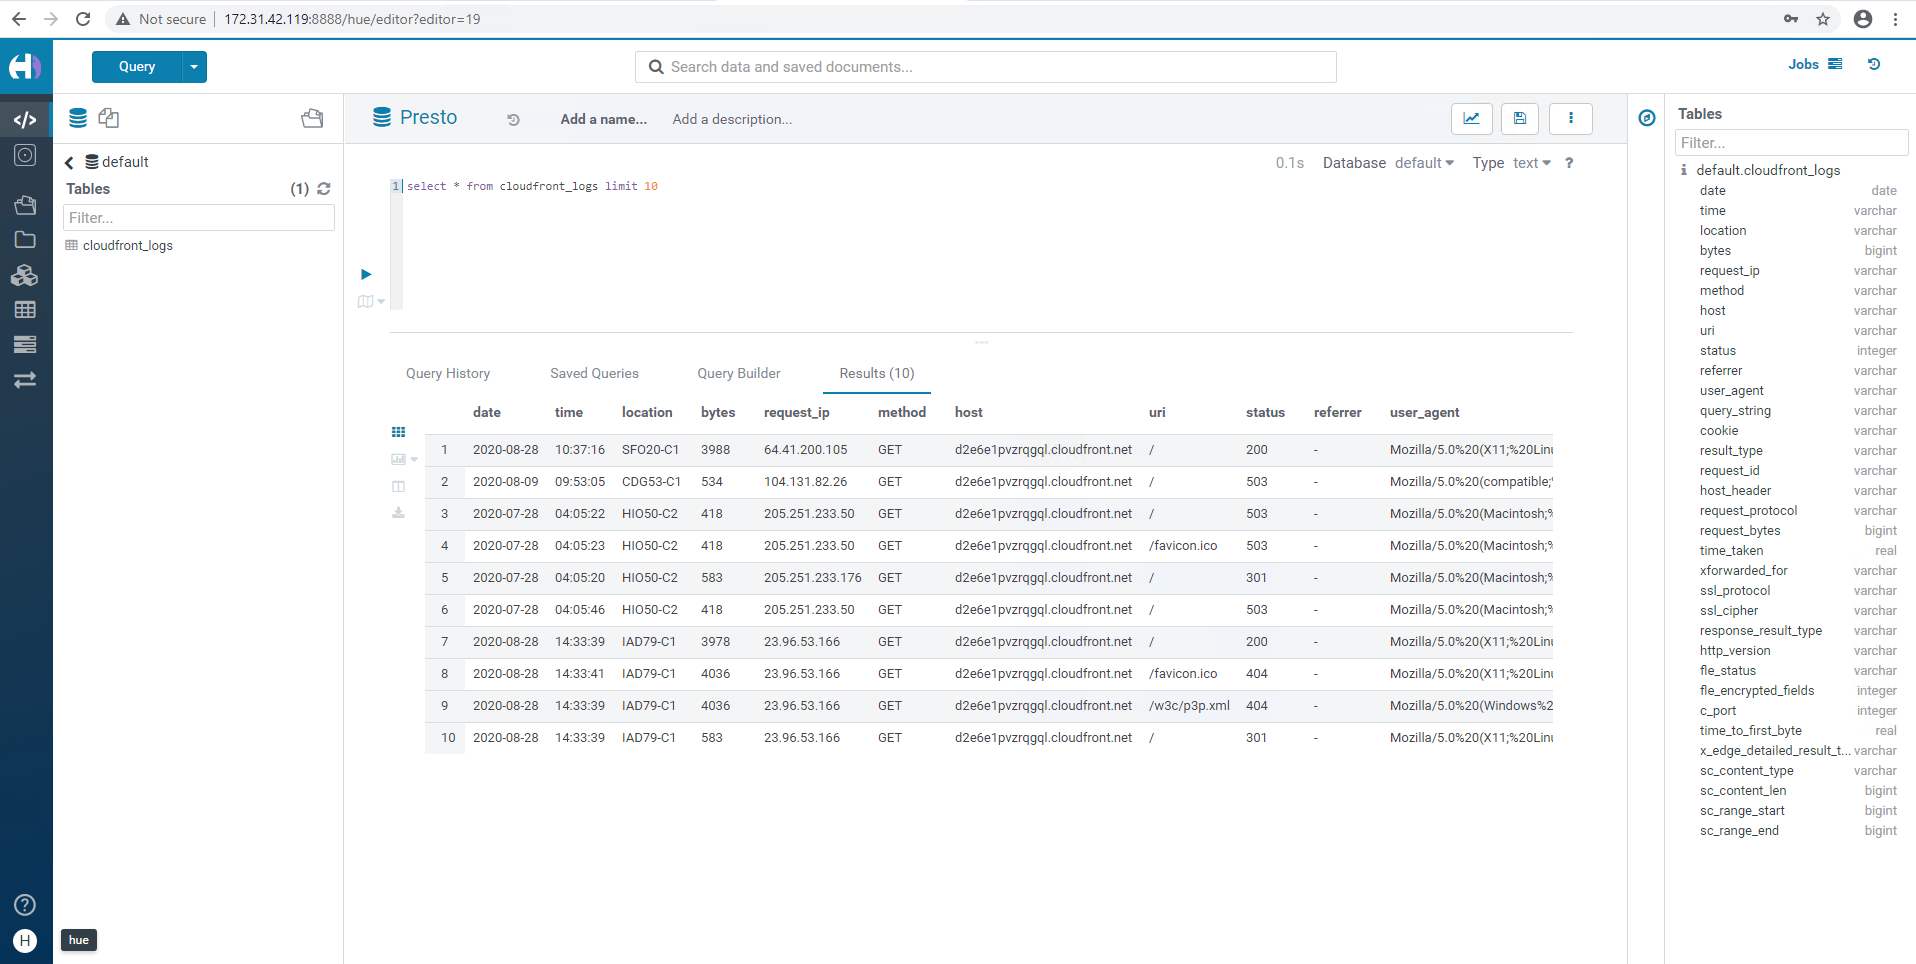 Not secure | 172.31.42.119:8888/hue/editor?editor=19
Query
Search data and saved documents...
Jobs
Presto
Add a name...
Add a description...
default
Tables (1)
Filter...
cloudfront_logs
0.1s Database default Type text ?
1 select * from cloudfront_logs limit 10
Query History Saved Queries Query Builder Results (10)
date time location bytes request_ip method host uri status referrer user_agent
1 2020-08-28 10:37:16 SFO20-C1 3988 64.41.200.105 GET d2e6e1pvzrqgql.cloudfront.net / 200 - Mozilla/5.0%20(X11;%20Linu
2 2020-08-09 09:53:05 CDG53-C1 534 104.131.82.26 GET d2e6e1pvzrqgql.cloudfront.net / 503 - Mozilla/5.0%20(compatible;%
3 2020-07-28 04:05:22 HIO50-C2 418 205.251.233.50 GET d2e6e1pvzrqgql.cloudfront.net / 503 - Mozilla/5.0%20(Macintosh;%
4 2020-07-28 04:05:23 HIO50-C2 418 205.251.233.50 GET d2e6e1pvzrqgql.cloudfront.net /favicon.ico 503 - Mozilla/5.0%20(Macintosh;%
5 2020-07-28 04:05:20 HIO50-C2 583 205.251.233.176 GET d2e6e1pvzrqgql.cloudfront.net / 301 - Mozilla/5.0%20(Macintosh;%
6 2020-07-28 04:05:46 HIO50-C2 418 205.251.233.50 GET d2e6e1pvzrqgql.cloudfront.net / 503 - Mozilla/5.0%20(Macintosh;%
7 2020-08-28 14:33:39 IAD79-C1 3978 23.96.53.166 GET d2e6e1pvzrqgql.cloudfront.net / 200 - Mozilla/5.0%20(X11;%20Linu
8 2020-08-28 14:33:41 IAD79-C1 4036 23.96.53.166 GET d2e6e1pvzrqgql.cloudfront.net /favicon.ico 404 - Mozilla/5.0%20(X11;%20Linu
9 2020-08-28 14:33:39 IAD79-C1 4036 23.96.53.166 GET d2e6e1pvzrqgql.cloudfront.net /w3c/p3p.xml 404 - Mozilla/5.0%20(Windows%2
10 2020-08-28 14:33:39 IAD79-C1 583 23.96.53.166 GET d2e6e1pvzrqgql.cloudfront.net / 301 - Mozilla/5.0%20(X11;%20Linu
Tables
Filter...
default.cloudfront_logs
date date
time varchar
location varchar
bytes bigint
request_ip varchar
method varchar
host varchar
uri varchar
status integer
referrer varchar
user_agent varchar
query_string varchar
cookie varchar
result_type varchar
request_id varchar
host_header varchar
request_protocol varchar
request_bytes bigint
time_taken real
xforwarded_for varchar
ssl_protocol varchar
ssl_cipher varchar
response_result_type varchar
http_version varchar
fle_status varchar
fle_encrypted_fields integer
c_port integer
time_to_first_byte real
x_edge_detailed_result_t... varchar
sc_content_type varchar
sc_content_len bigint
sc_range_start bigint
sc_range_end bigint
H
hue